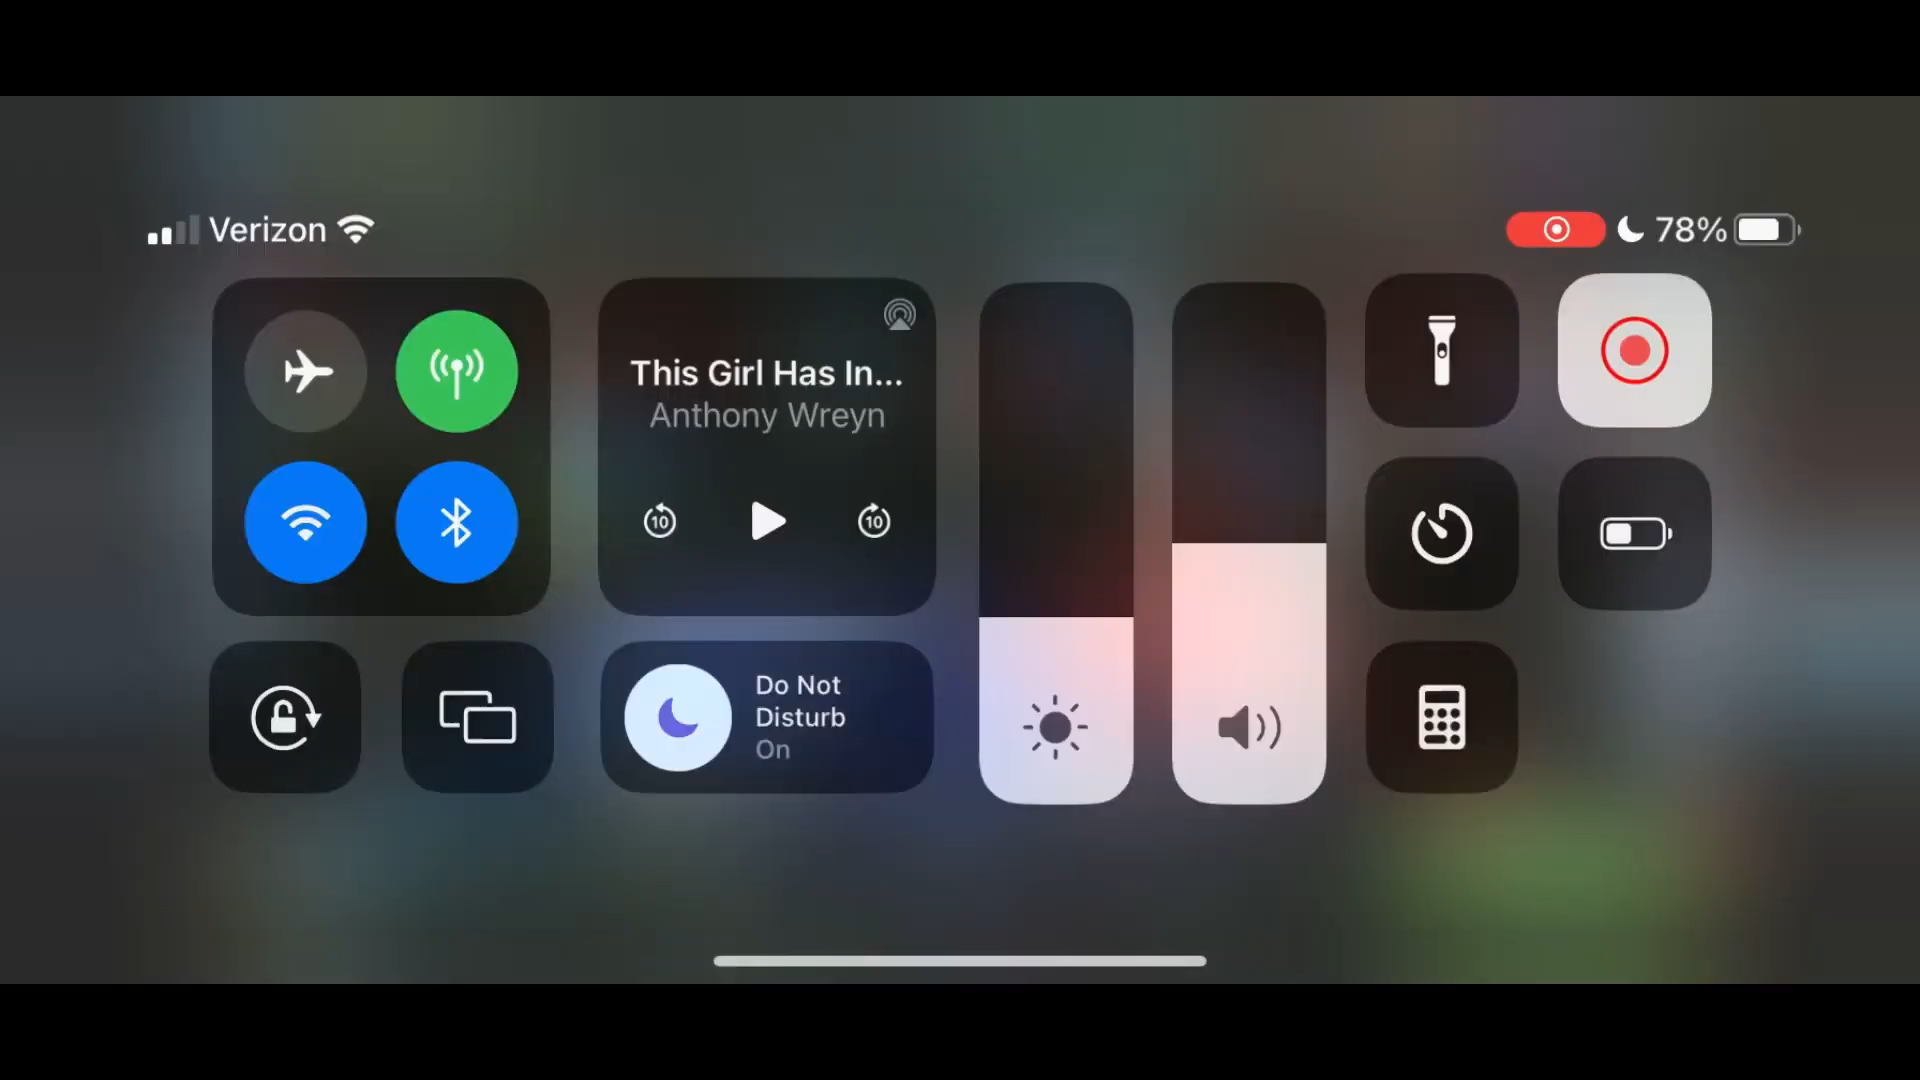 Verizon
78%
This Girl Has In...
Anthony Wreyn
10
10
Do Not
Disturb
On